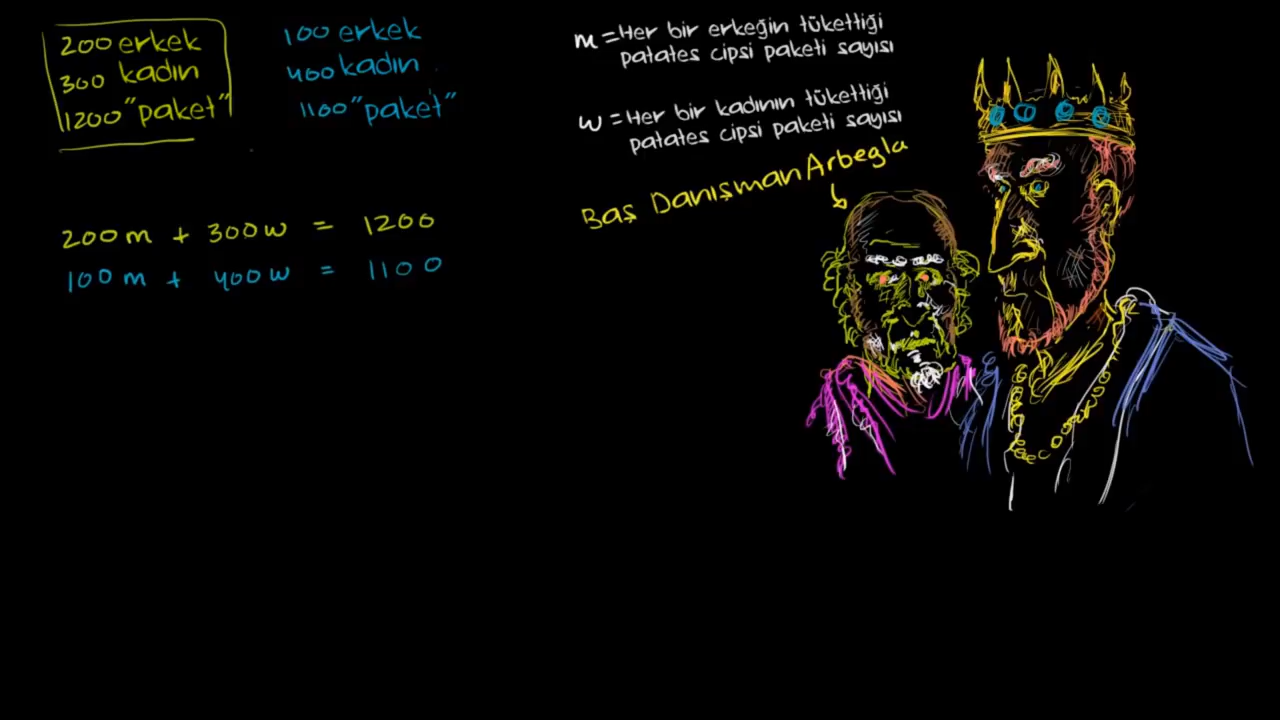 200 erkek
300 kadın
1200 "paket"
100 erkek
400 kadın
1100 "paket"
m = Her bir erkeğin tükettiği
patates cipsi paketi sayısı
w = Her bir kadının tükettiği
patates cipsi paketi sayısı
Baş Danışman Arbegla
200m + 300w = 1200
100m + 400w = 1100